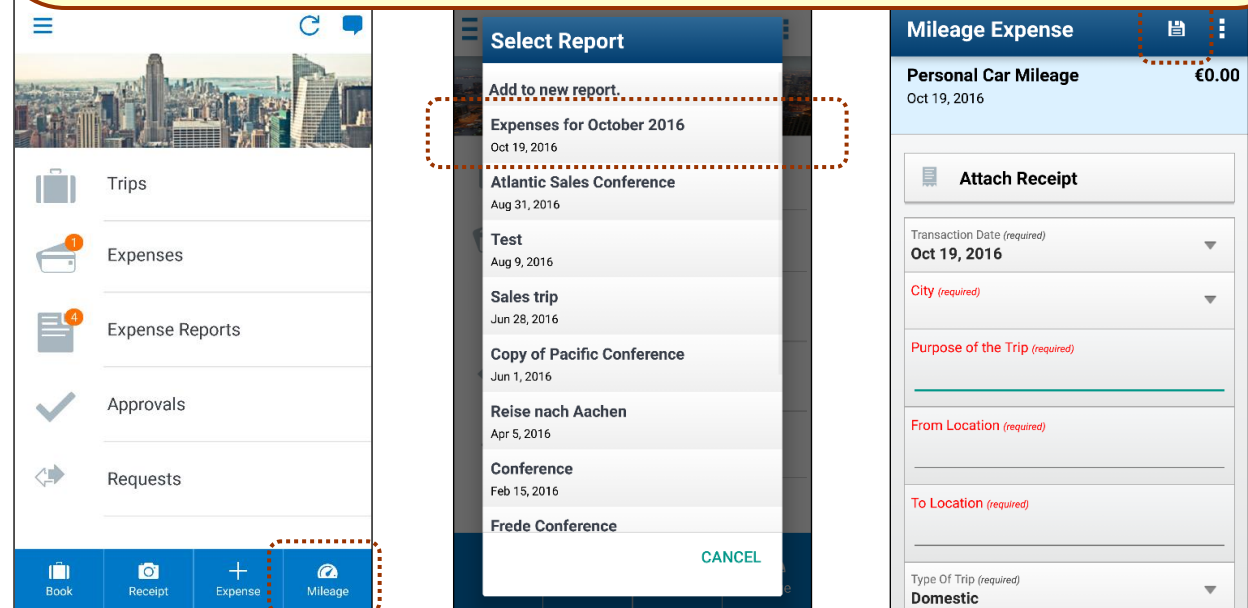 Trips
1
Expenses
4
Expense Reports
Approvals
Requests
Book
Receipt
Expense
Mileage
Select Report
Add to new report.
Expenses for October 2016
Oct 19, 2016
Atlantic Sales Conference
Aug 31, 2016
Test
Aug 9, 2016
Sales trip
Jun 28, 2016
Copy of Pacific Conference
Jun 1, 2016
Reise nach Aachen
Apr 5, 2016
Conference
Feb 15, 2016
Frede Conference
CANCEL
e
Mileage Expense
Personal Car Mileage €0.00
Oct 19, 2016
Attach Receipt
Transaction Date (required)
Oct 19, 2016
City (required)
Purpose of the Trip (required)
From Location (required)
To Location (required)
Type Of Trip (required)
Domestic